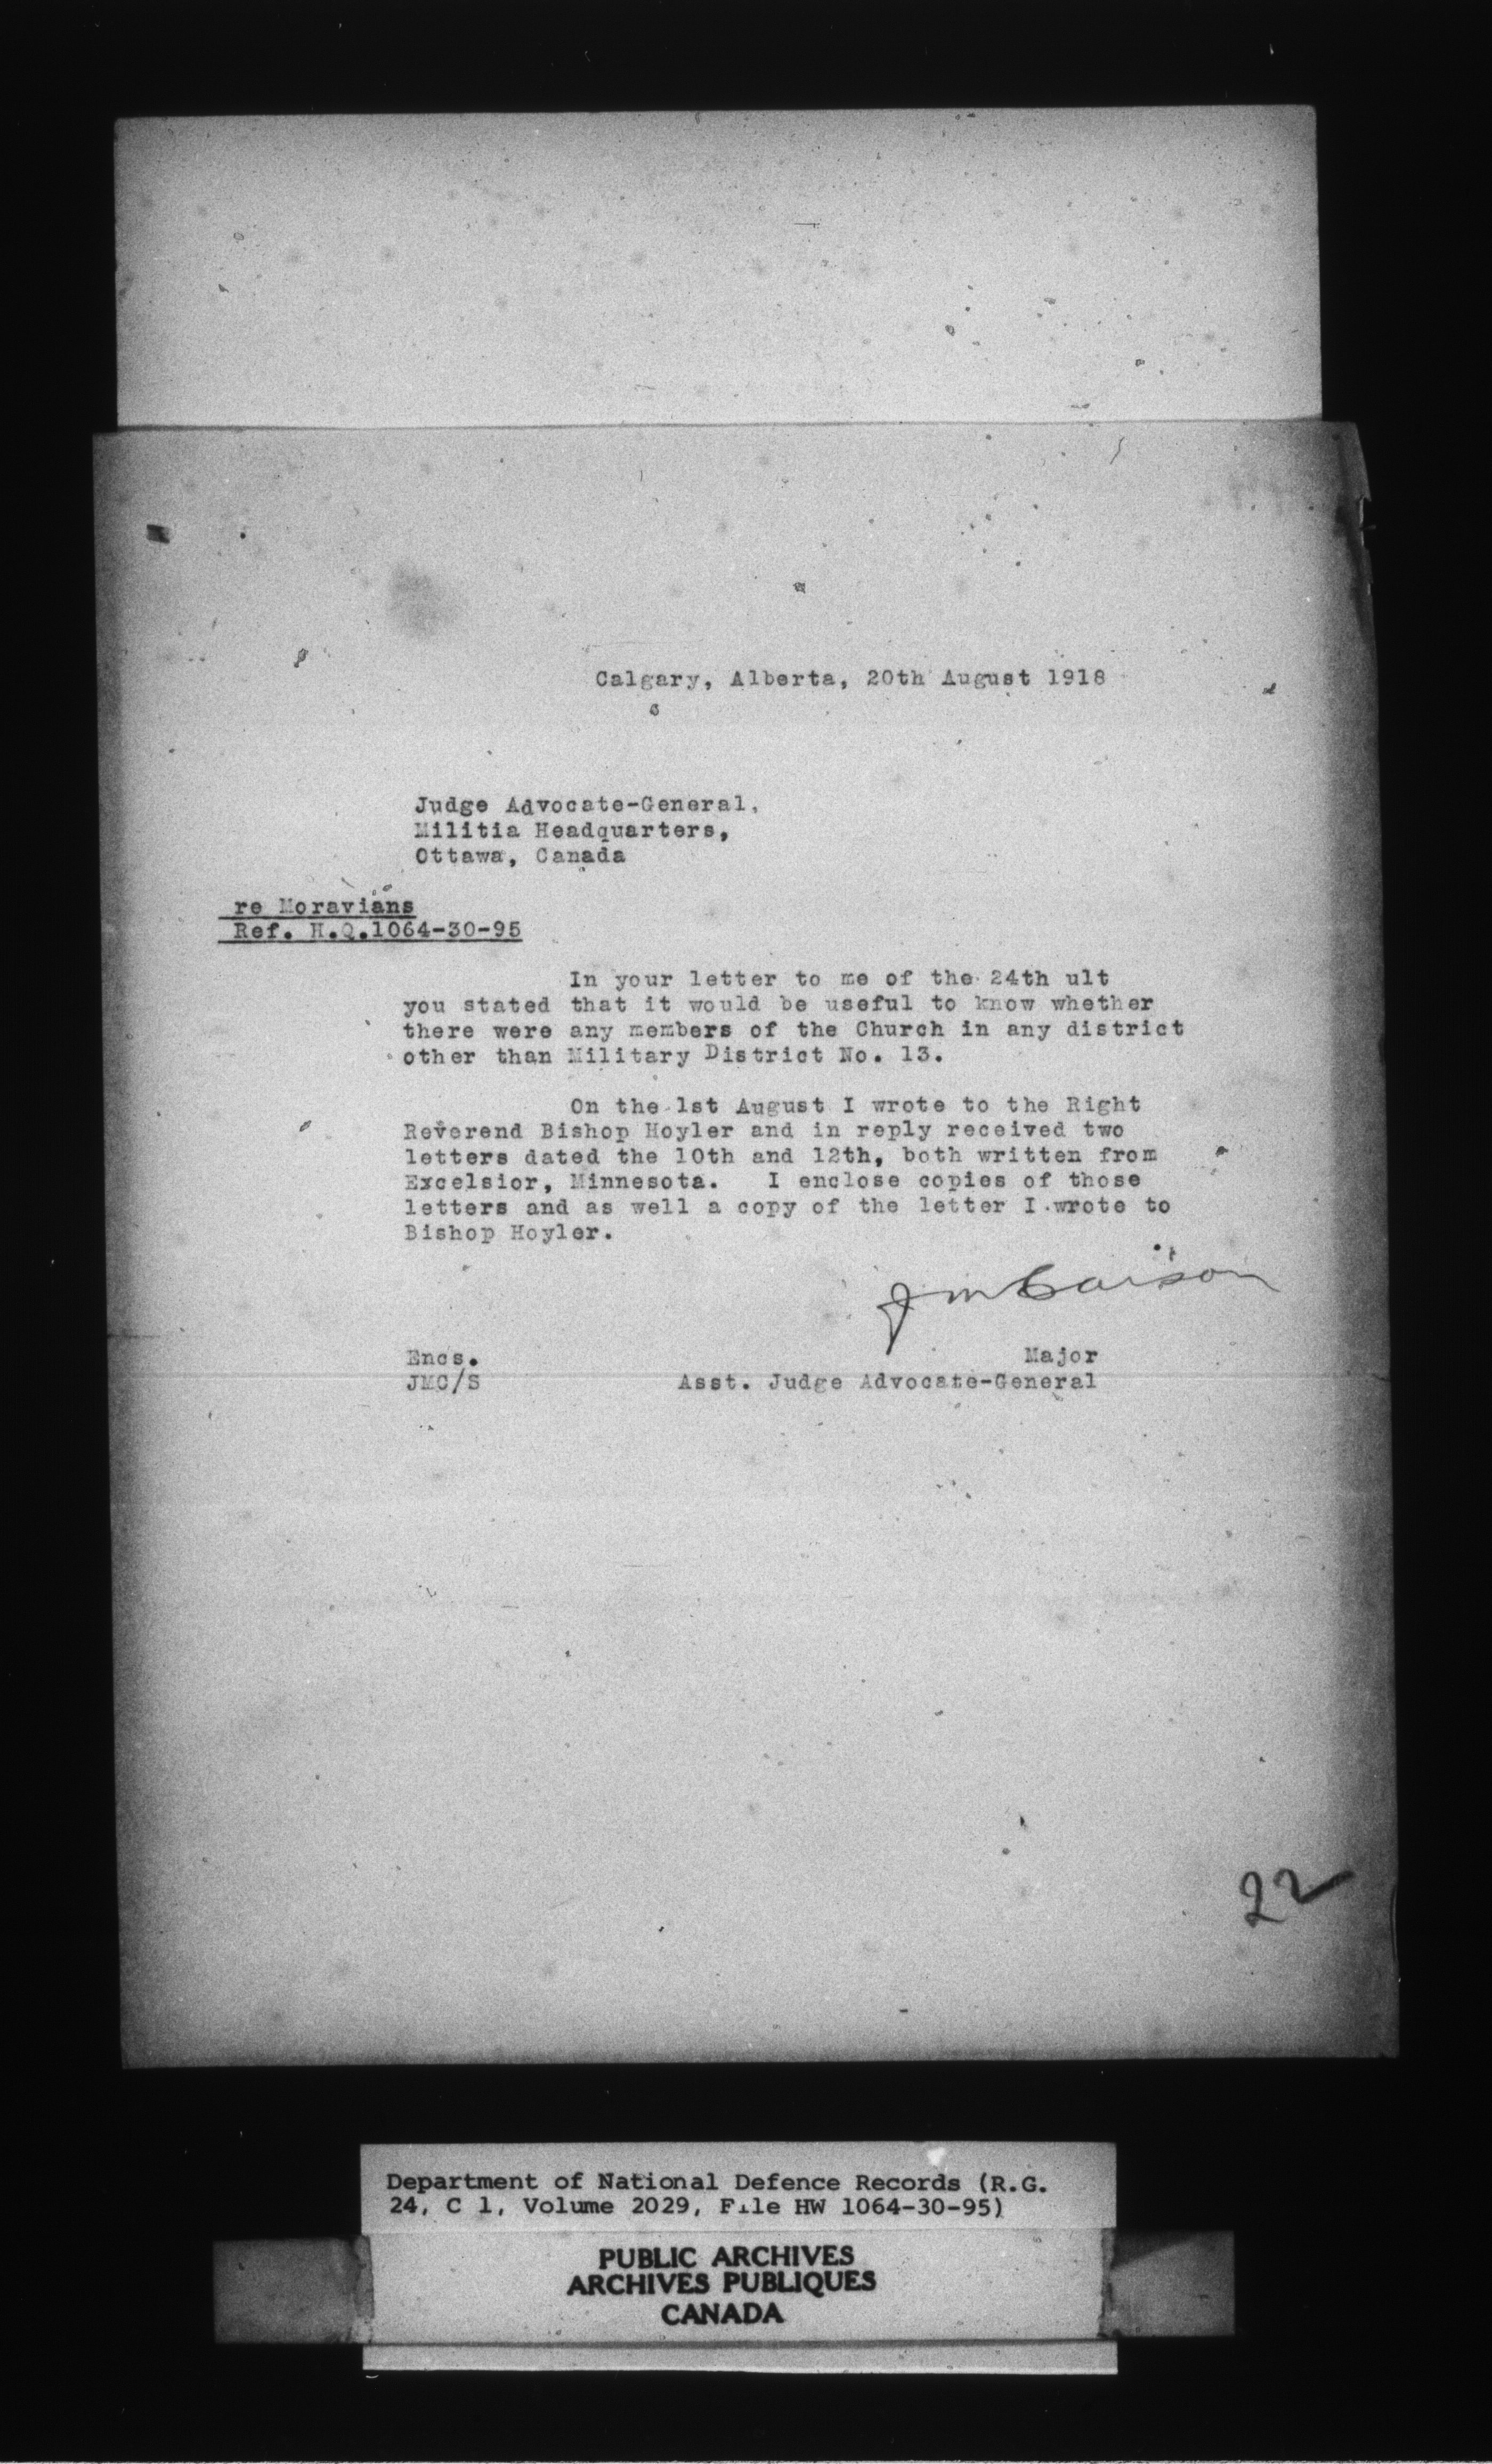 Calgary, Alberta, 20th August 1918
Judge Advocate-General,
Militia Headquarters,
Ottawa, Canada
re Moravians
Ref. H.Q.1064-30-95
In your letter to me of the 24th ult
you stated that it would be useful to know whether
there were any members of the Church in any district
other than Military District No. 13.
On the 1st August I wrote to the Right
Reverend Bishop Hoyler and in reply received two
letters dated the 10th and 12th, both written from
Excelsior, Minnesota. I enclose copies of those
letters and as well a copy of the letter I wrote to
Bishop Hoyler.
J M Carson
Encs. Major
JMC/S Asst. Judge Advocate-General
22
Department of National Defence Records (R.G.
24, C 1, Volume 2029, File HW 1064-30-95)
PUBLIC ARCHIVES
ARCHIVES PUBLIQUES
CANADA